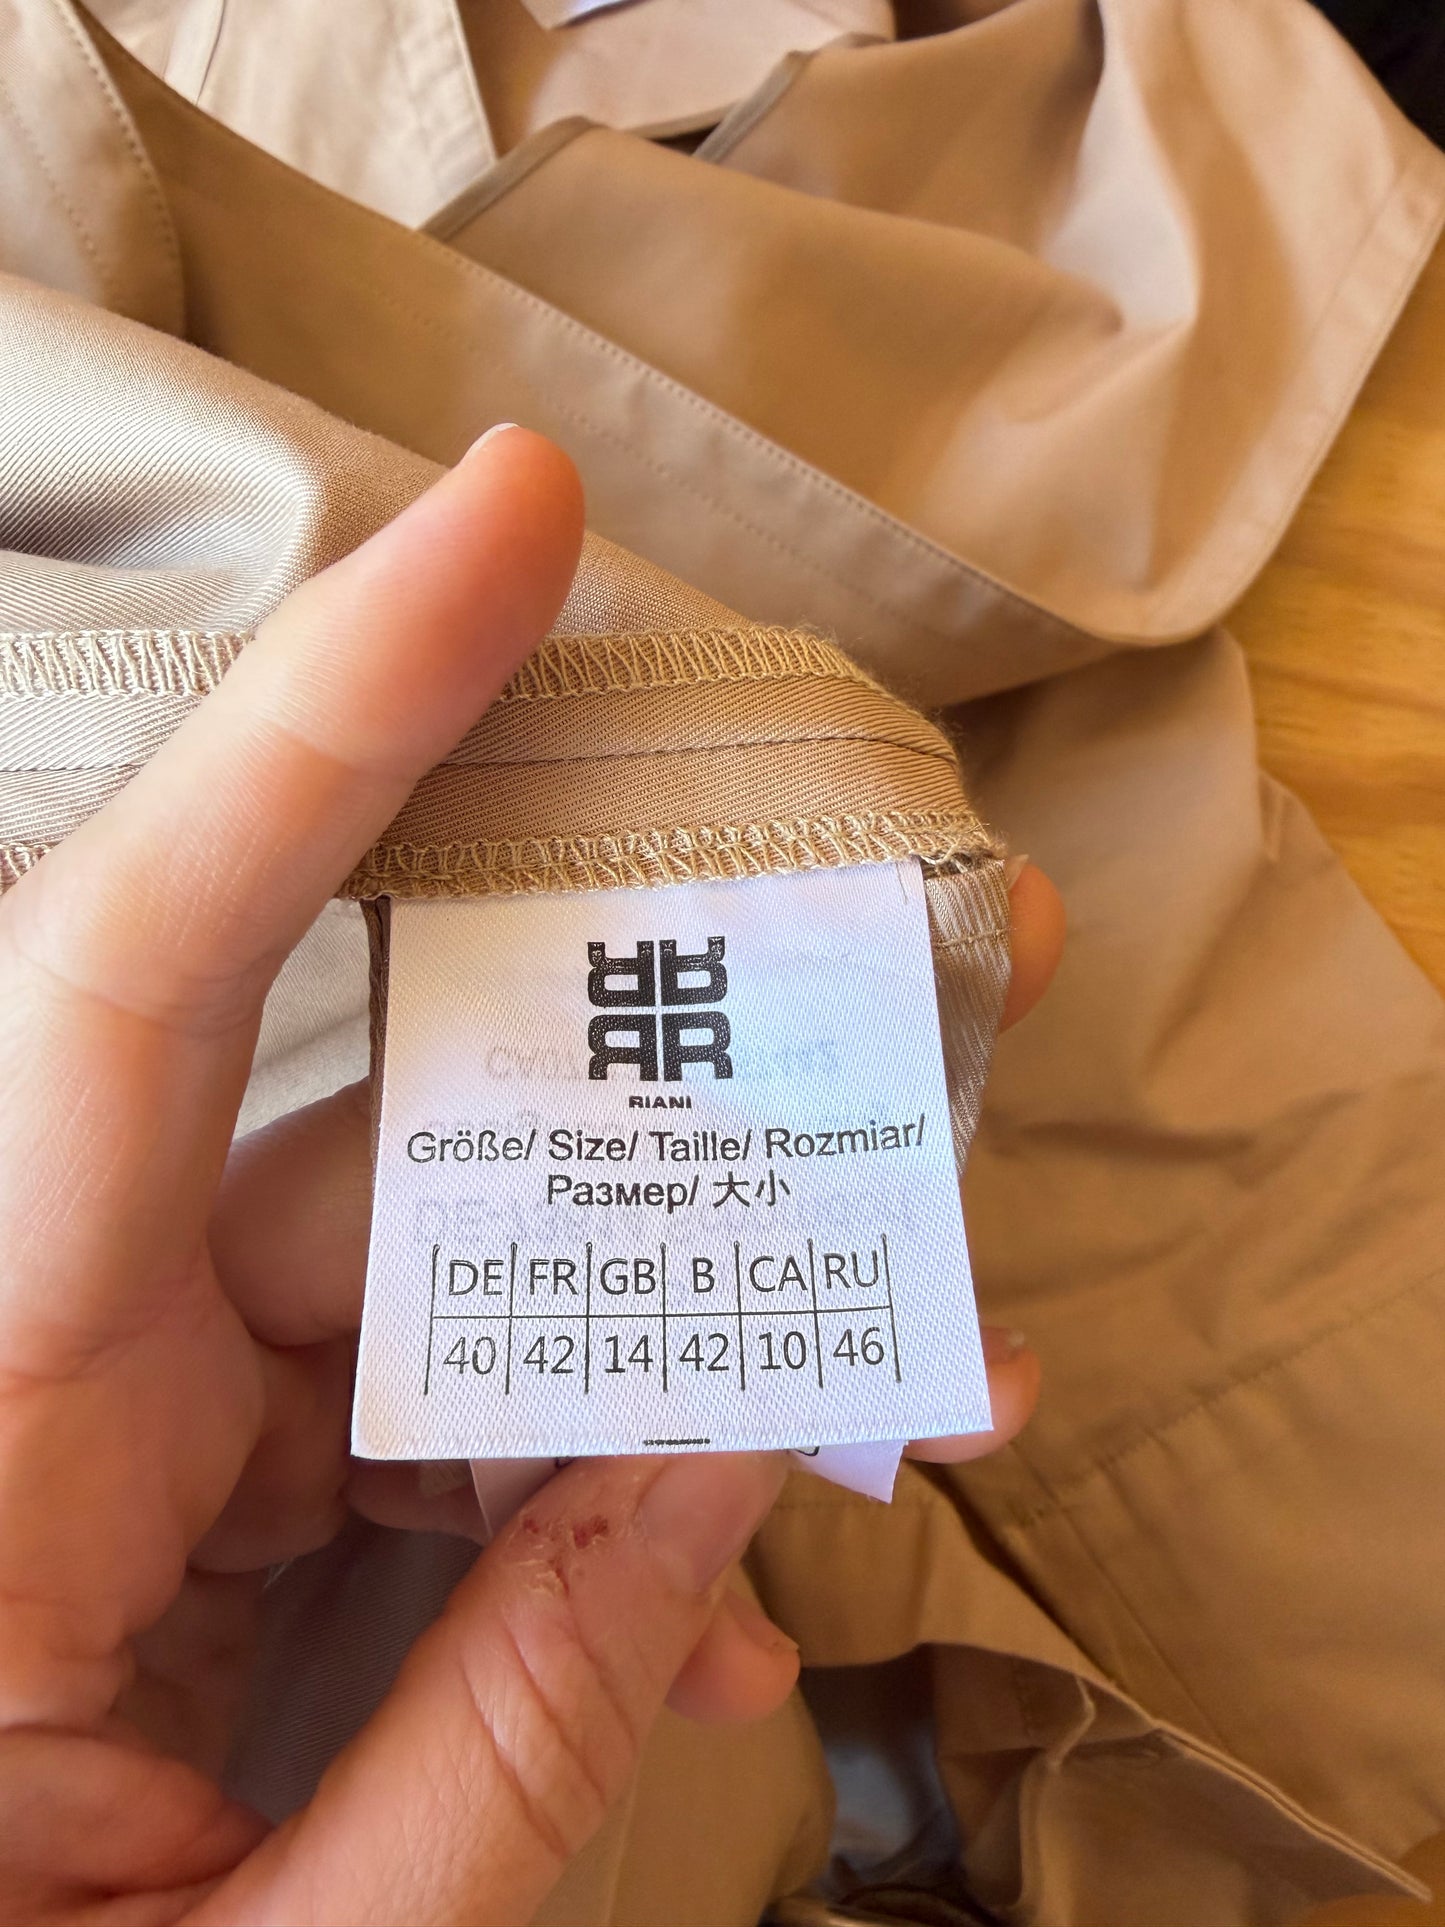 RIANI
Größe/ Size/ Taille/ Rozmiar/
Размер/ 大小
DE FR GB B CA RU
40 42 14 42 10 46